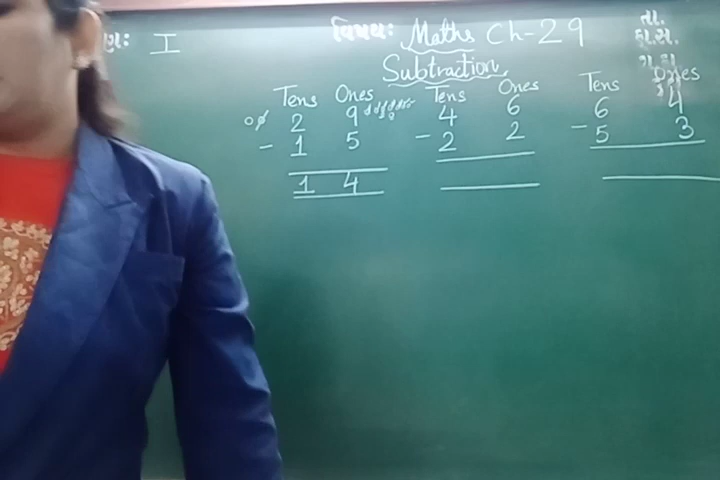 I વિષય: Maths Ch-29 તા.
Subtraction.
Tens Ones Tens Ones Tens Ones
2 9 4 6 6 4
- 1 5 - 2 2 - 5 3
1 4